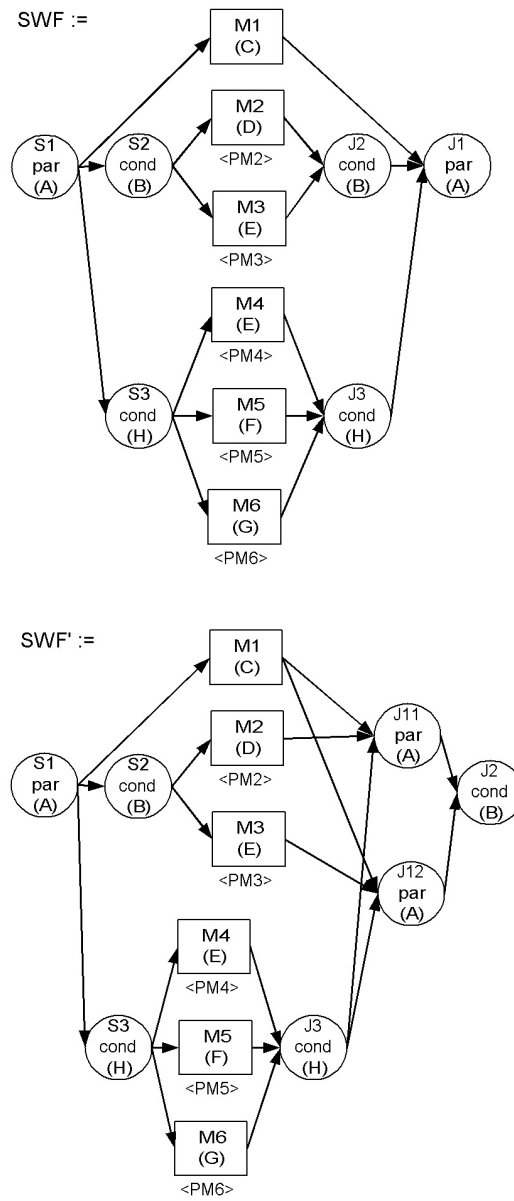 SWF :=
M1
(C)
S1
par
(A)
S2
cond
(B)
M2
(D)
<PM2>
M3
(E)
<PM3>
J2
cond
(B)
J1
par
(A)
S3
cond
(H)
M4
(E)
<PM4>
M5
(F)
<PM5>
M6
(G)
<PM6>
J3
cond
(H)
SWF' :=
M1
(C)
S1
par
(A)
S2
cond
(B)
M2
(D)
<PM2>
M3
(E)
<PM3>
J11
par
(A)
J2
cond
(B)
J12
par
(A)
S3
cond
(H)
M4
(E)
<PM4>
M5
(F)
<PM5>
M6
(G)
<PM6>
J3
cond
(H)